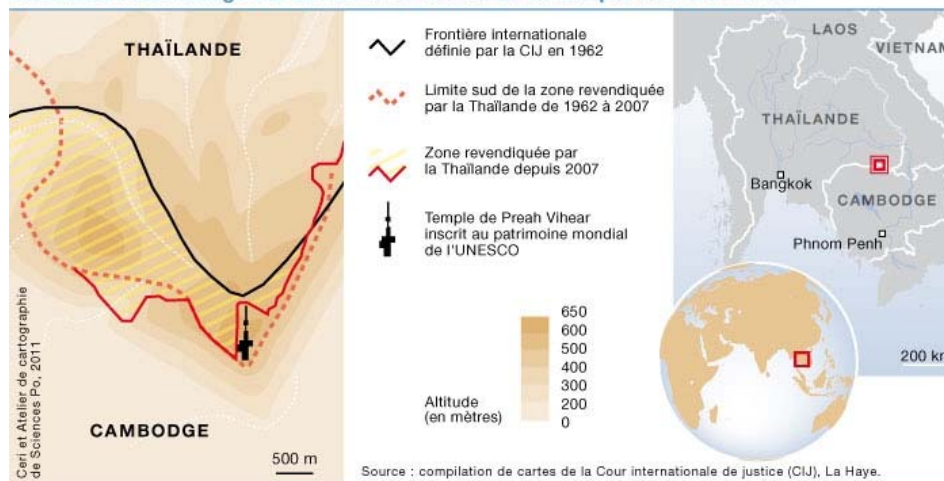 THAÏLANDE
CAMBODGE
500 m
Ceri et Atelier de cartographie
de Sciences Po, 2011
Frontière internationale
définie par la CIJ en 1962
Limite sud de la zone revendiquée
par la Thaïlande de 1962 à 2007
Zone revendiquée par
la Thaïlande depuis 2007
Temple de Preah Vihear
inscrit au patrimoine mondial
de l'UNESCO
650
600
500
400
300
200
0
Altitude
(en mètres)
LAOS
VIETNAM
THAÏLANDE
Bangkok
CAMBODGE
Phnom Penh
200 km
Source : compilation de cartes de la Cour internationale de justice (CIJ), La Haye.